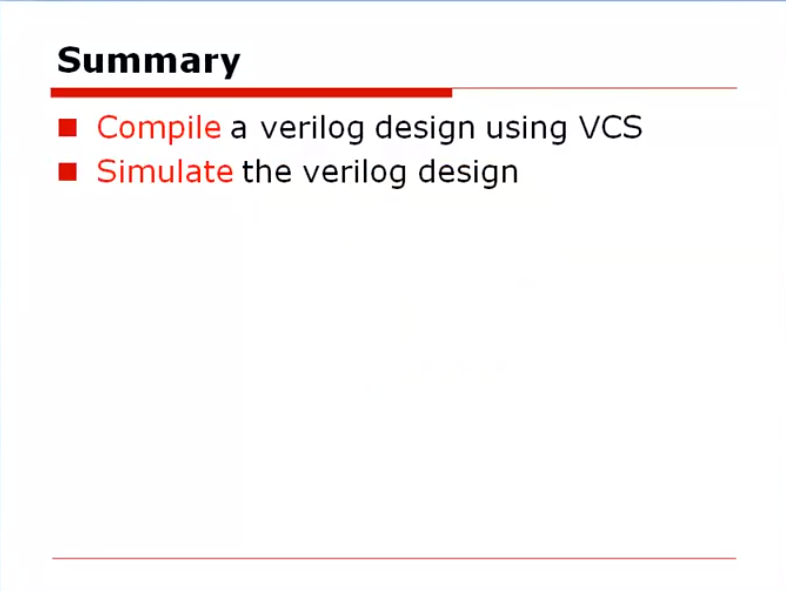 Summary
Compile a verilog design using VCS
Simulate the verilog design